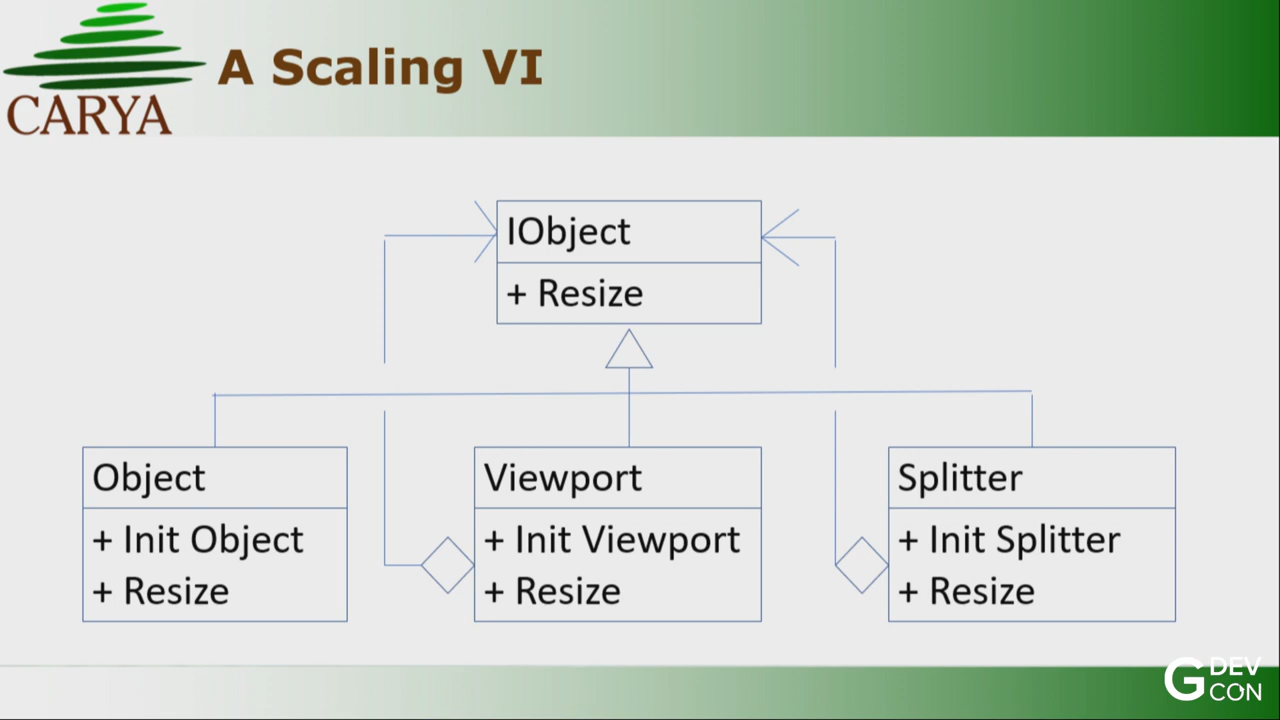 CARYA
A Scaling VI
IObject
+ Resize
Object
+ Init Object
+ Resize
Viewport
+ Init Viewport
+ Resize
Splitter
+ Init Splitter
+ Resize
G DEV
CON